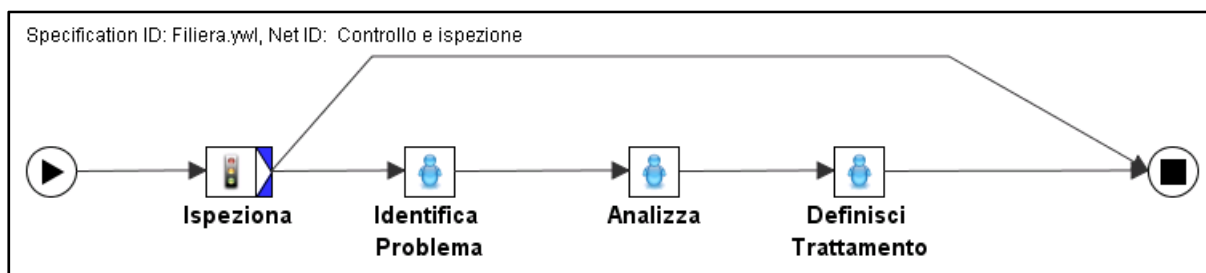 Specification ID: Filiera.ywl, Net ID:  Controllo e ispezione
Ispeziona
Identifica
Problema
Analizza
Definisci
Trattamento